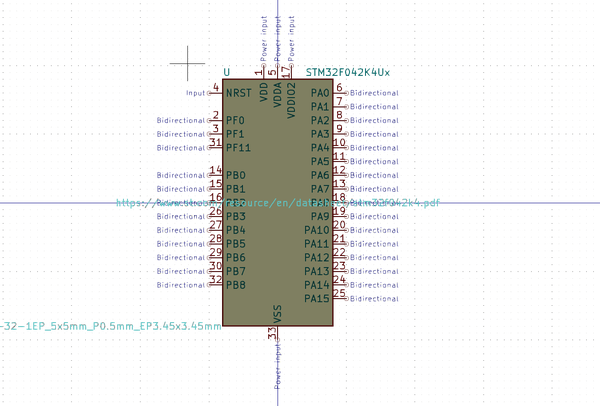 Power input
Power input
Power input
U 1 5 17 STM32F042K4Ux
VDD
VDDA
VDDIO2
Input 4 NRST PA0 6 Bidirectional
PA1 7 Bidirectional
Bidirectional 2 PF0 PA2 8 Bidirectional
Bidirectional 3 PF1 PA3 9 Bidirectional
Bidirectional 31 PF11 PA4 10 Bidirectional
PA5 11 Bidirectional
Bidirectional 14 PB0 PA6 12 Bidirectional
Bidirectional 15 PB1 PA7 13 Bidirectional
16 18
Bidirectional 26 PB3 PA9 19 Bidirectional
Bidirectional 27 PB4 PA10 20 Bidirectional
Bidirectional 28 PB5 PA11 21 Bidirectional
Bidirectional 29 PB6 PA12 22 Bidirectional
Bidirectional 30 PB7 PA13 23 Bidirectional
Bidirectional 32 PB8 PA14 24 Bidirectional
PA15 25 Bidirectional
VSS
-32-1EP_5x5mm_P0.5mm_EP3.45x3.45mm
33
Power input